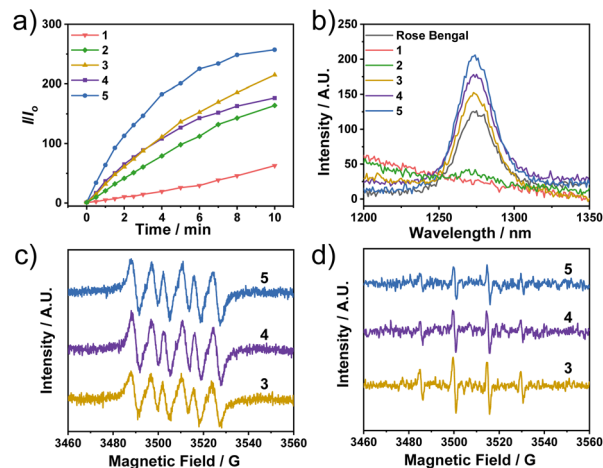 a)
300
200
100
0
I/Io
1
2
3
4
5
0 2 4 6 8 10
Time / min
b)
250
200
150
100
50
0
Intensity / A.U.
Rose Bengal
1
2
3
4
5
1200 1250 1300 1350
Wavelength / nm
c)
Intensity / A.U.
5
4
3
3460 3480 3500 3520 3540 3560
Magnetic Field / G
d)
Intensity / A.U.
5
4
3
3460 3480 3500 3520 3540 3560
Magnetic Field / G